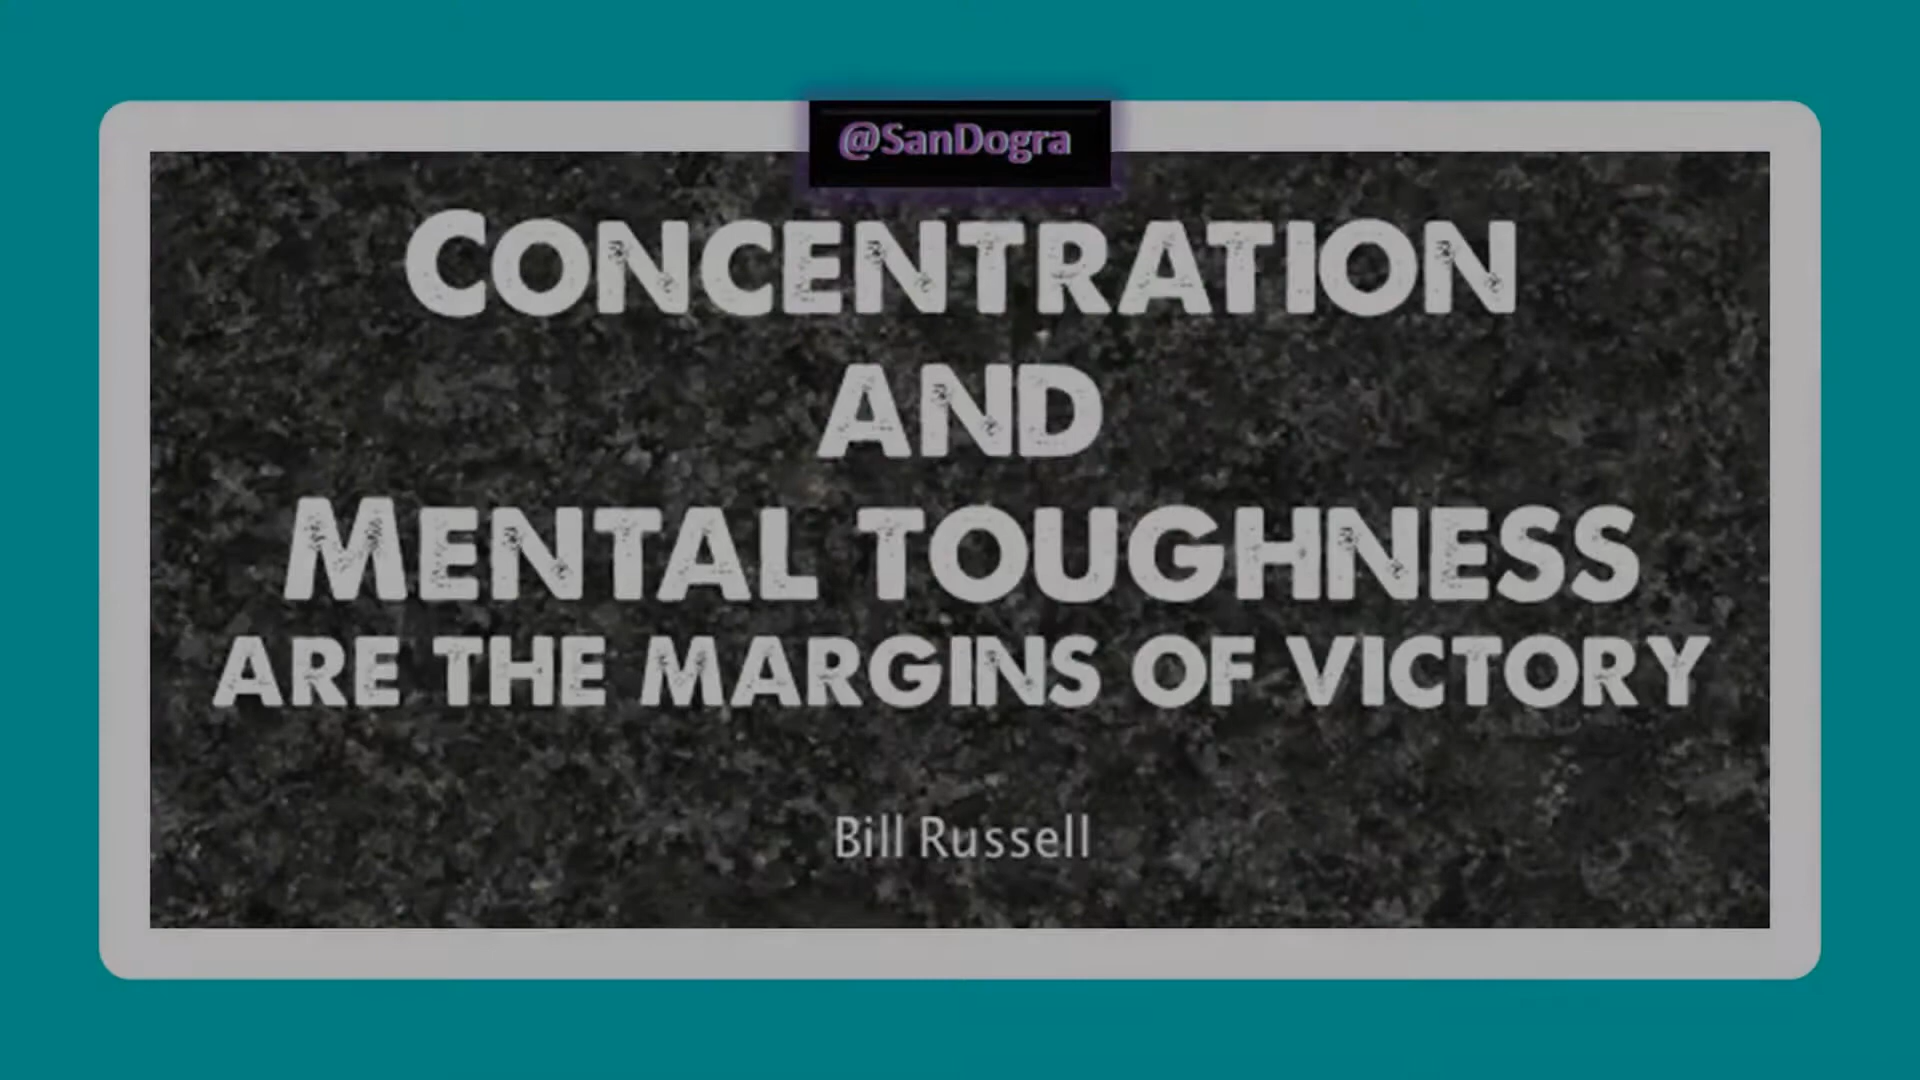 @SanDogra
CONCENTRATION
AND
MENTAL TOUGHNESS
ARE THE MARGINS OF VICTORY
Bill Russell